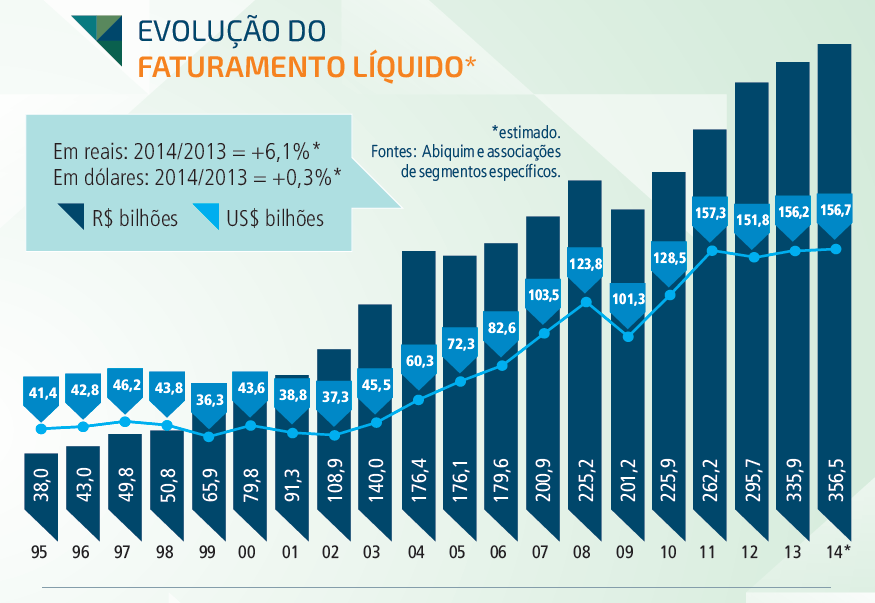 EVOLUÇÃO DO
FATURAMENTO LÍQUIDO*
Em reais: 2014/2013 = +6,1%*
Em dólares: 2014/2013 = +0,3%*
R$ bilhões US$ bilhões
*estimado.
Fontes: Abiquim e associações
de segmentos específicos.
41,4 42,8 46,2 43,8 36,3 43,6 38,8 37,3 45,5 60,3 72,3 82,6 103,5 123,8 101,3 128,5 157,3 151,8 156,2 156,7
38,0 43,0 49,8 50,8 65,9 79,8 91,3 108,9 140,0 176,4 176,1 179,6 200,9 225,2 201,2 225,9 262,2 295,7 335,9 356,5
95 96 97 98 99 00 01 02 03 04 05 06 07 08 09 10 11 12 13 14*